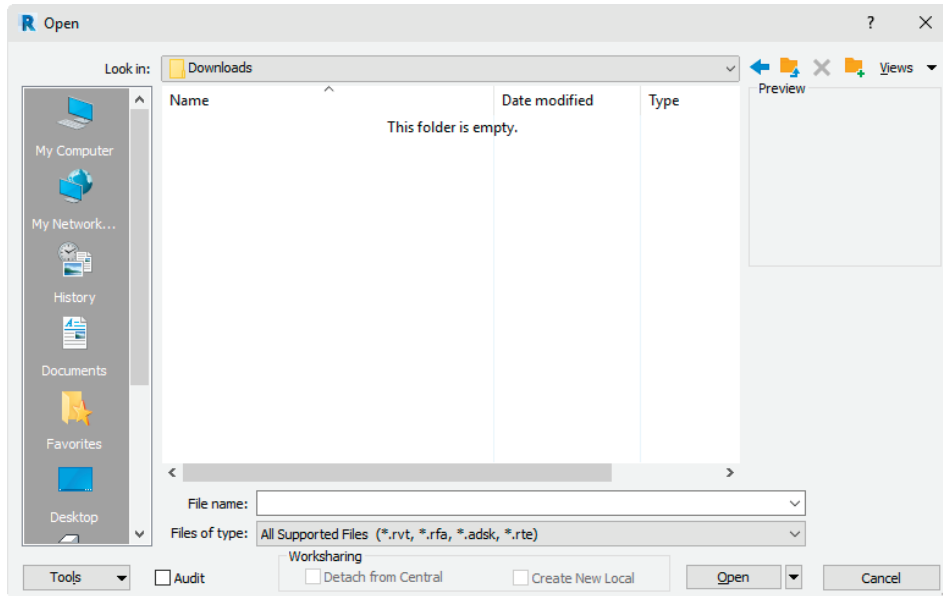 R Open ?
Look in: Downloads Views
Name Date modified Type Preview
This folder is empty.
My Computer
My Network...
History
Documents
Favorites
Desktop
File name:
Files of type: All Supported Files (*.rvt, *.rfa, *.adsk, *.rte)
Worksharing
Tools Audit Detach from Central Create New Local Open Cancel